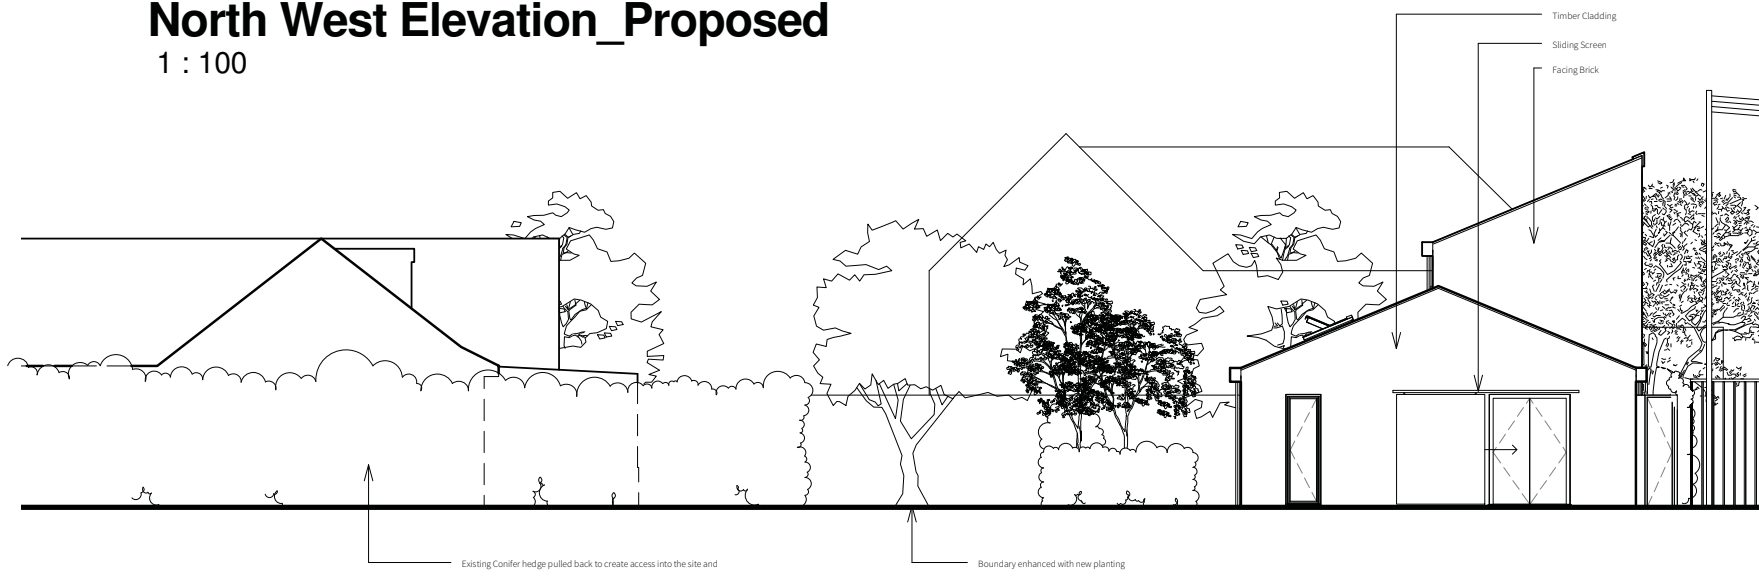 North West Elevation_Proposed
1 : 100
Timber Cladding
Sliding Screen
Facing Brick
Existing Conifer hedge pulled back to create access into the site and
Boundary enhanced with new planting